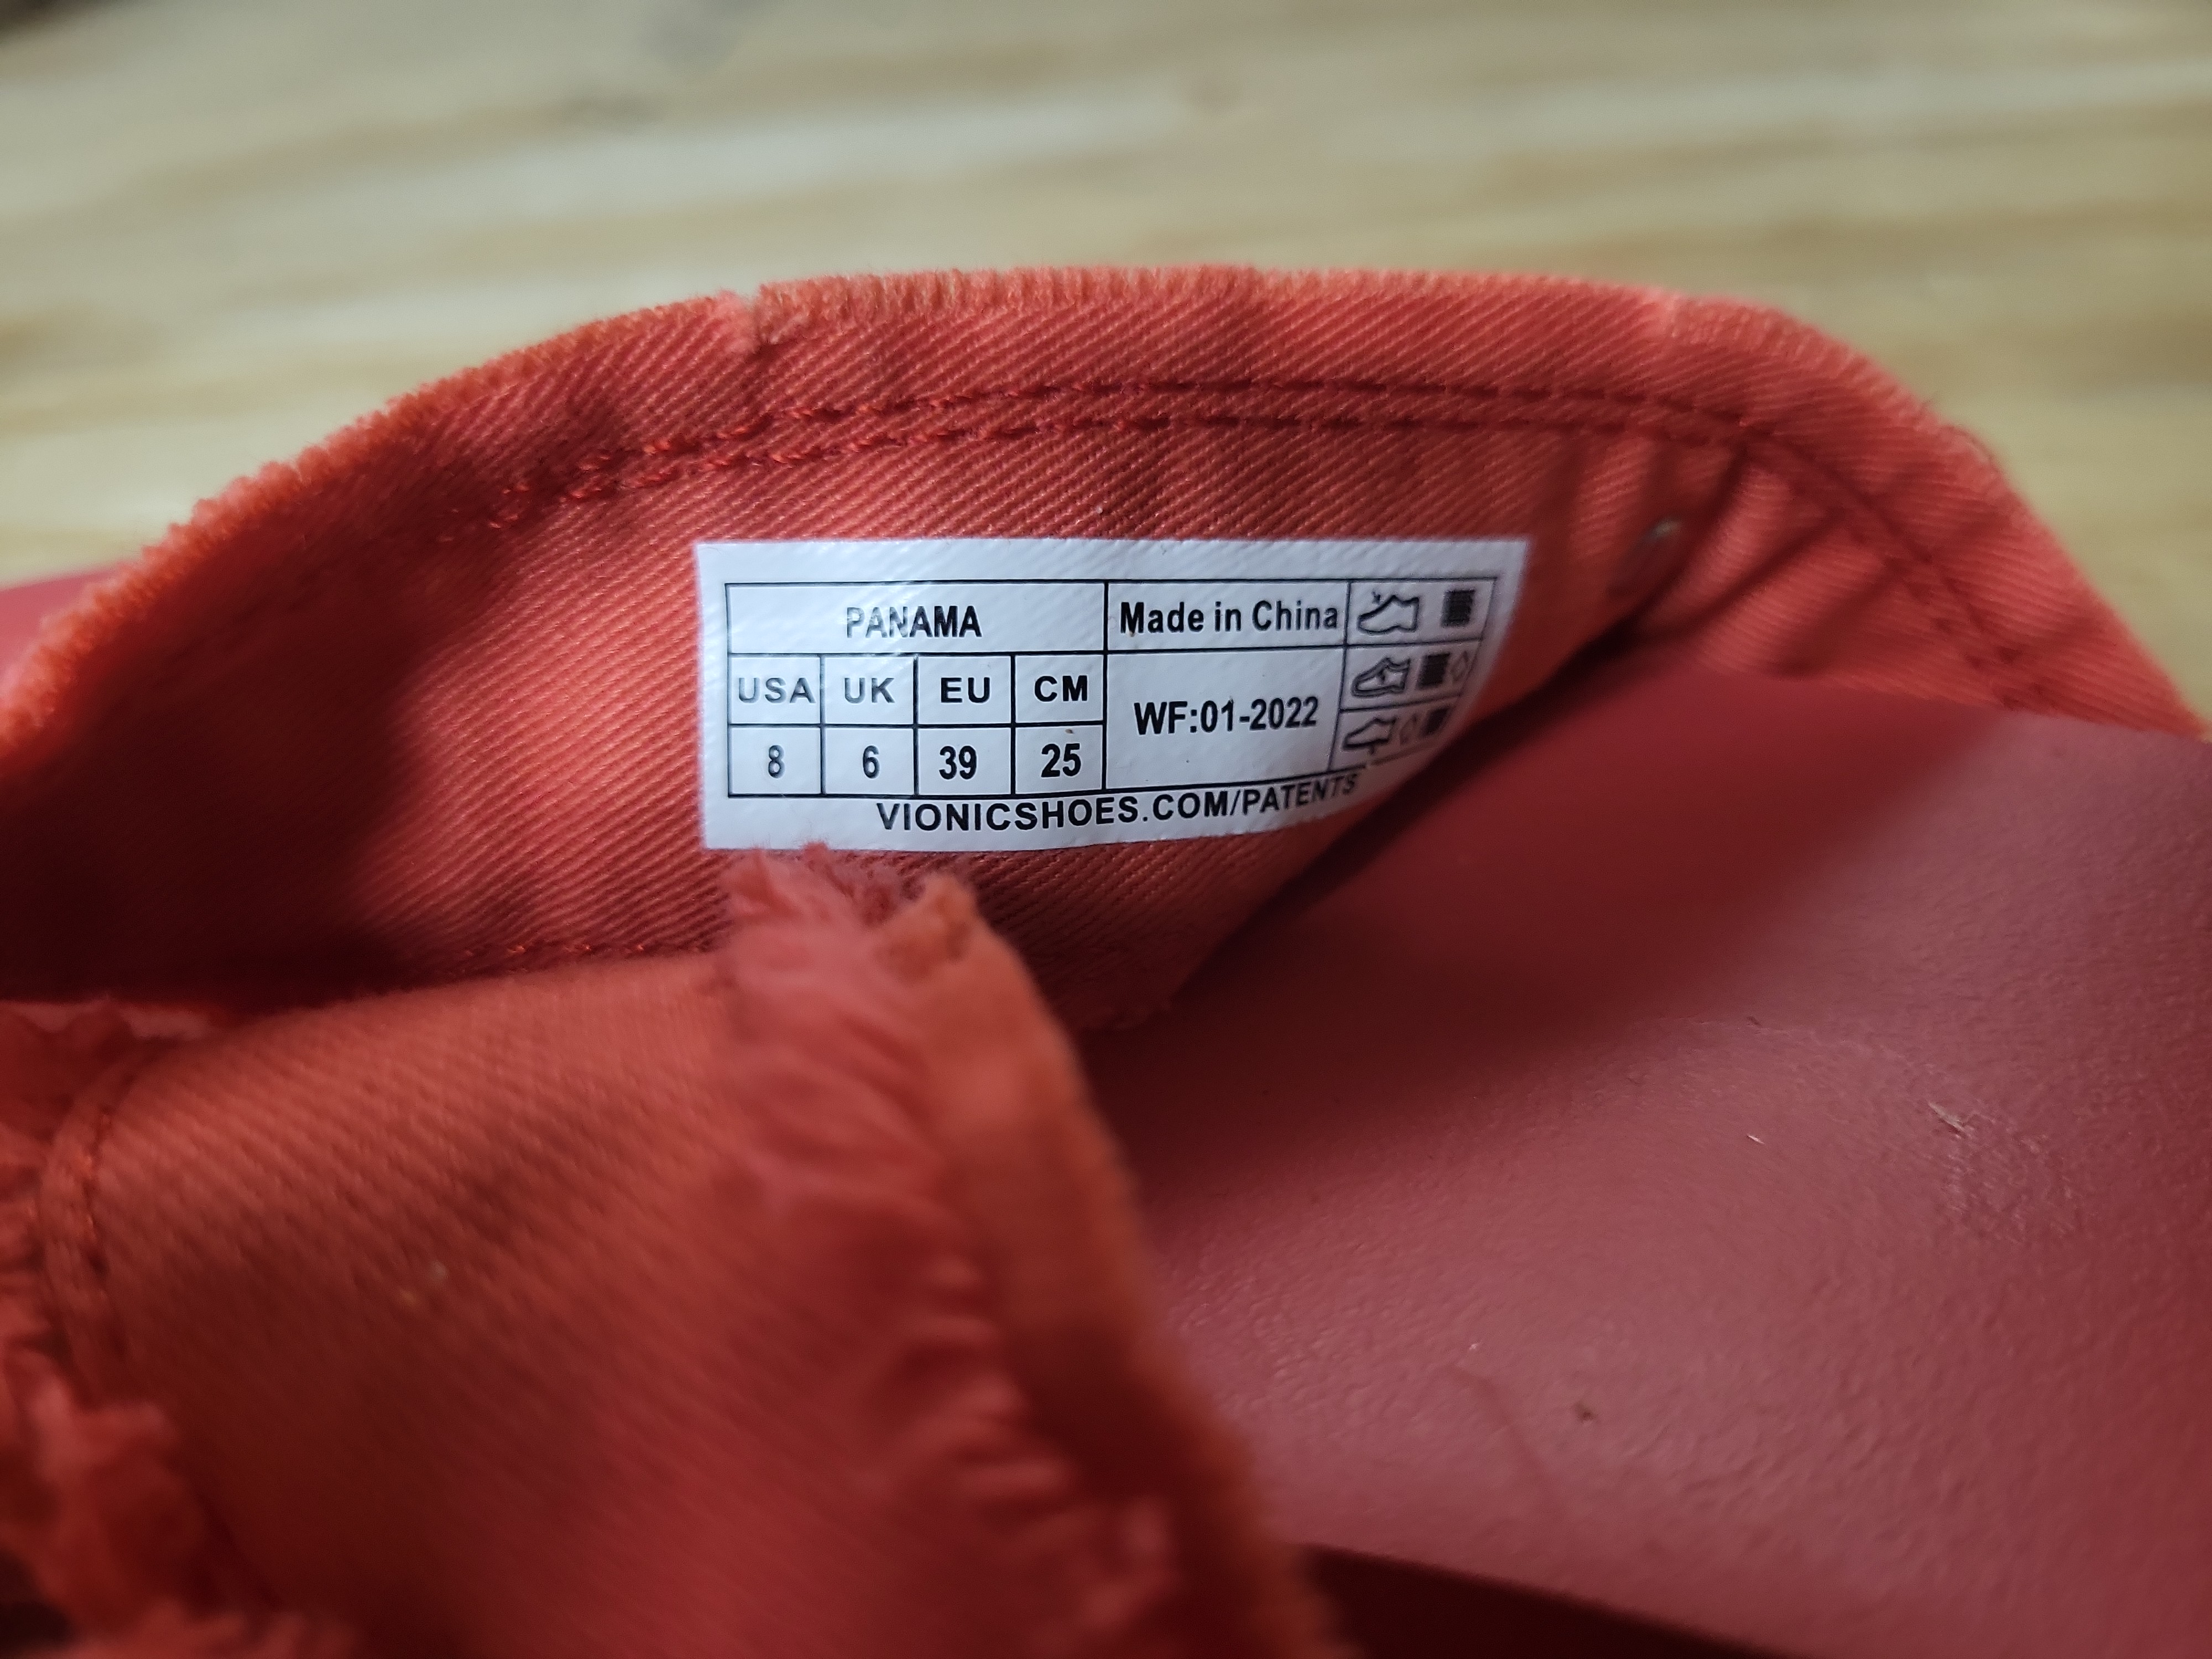 PANAMA Made in China
USA UK EU CM
WF:01-2022
8 6 39 25
VIONICSHOES.COM/PATENTS